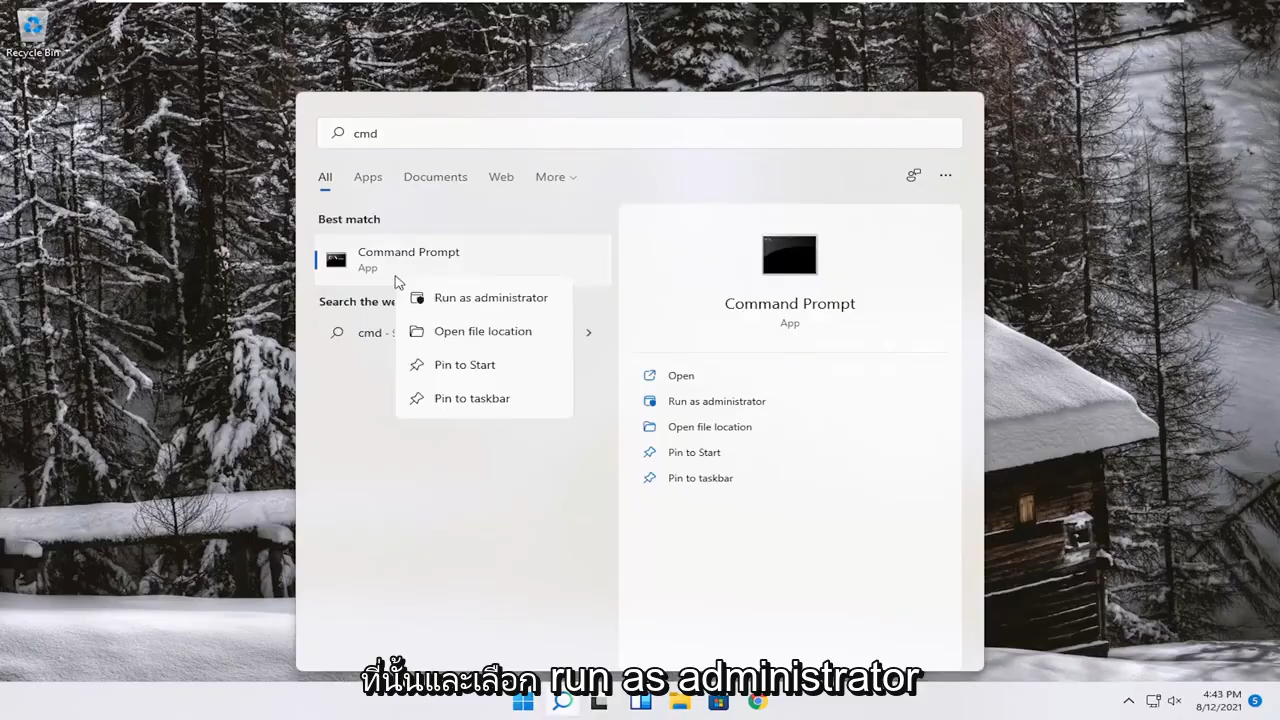 Recycle Bin
cmd
All Apps Documents Web More
Best match
Command Prompt
App
Search the we
cmd -
Run as administrator
Open file location
Pin to Start
Pin to taskbar
Command Prompt
App
Open
Run as administrator
Open file location
Pin to Start
Pin to taskbar
ที่นั้นและเลือก run as administrator
4:43 PM
8/12/2021
5